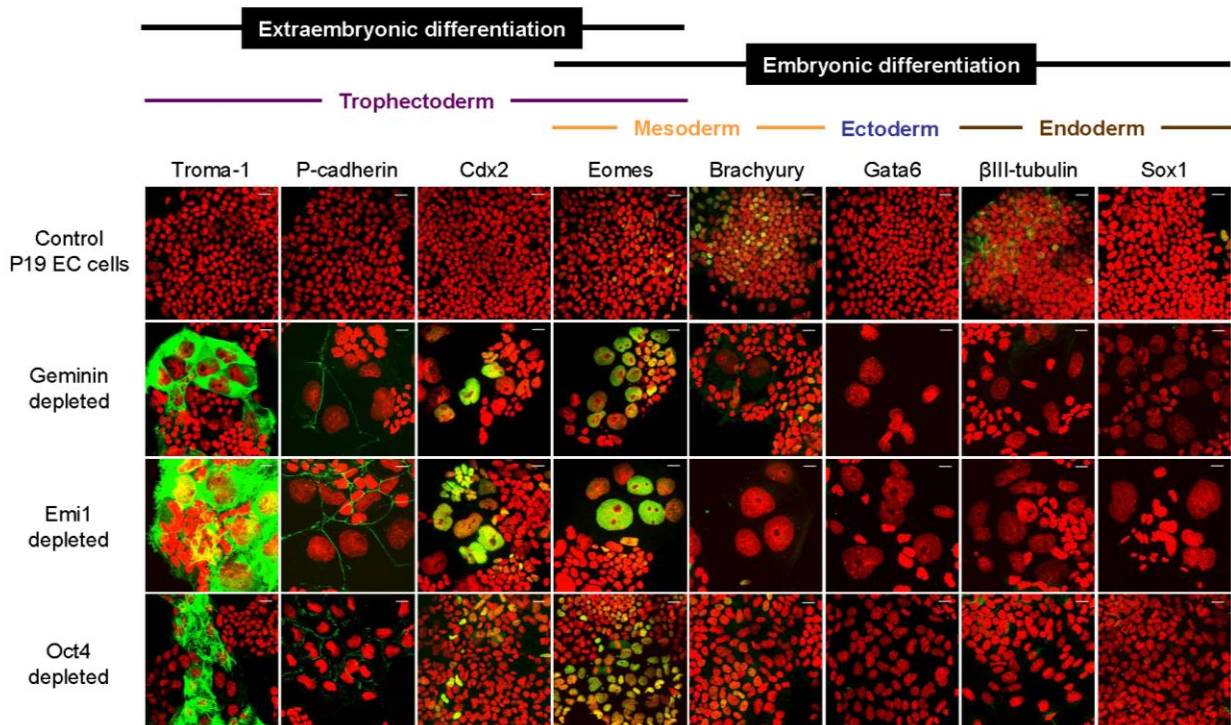 Extraembryonic differentiation
Embryonic differentiation
Trophectoderm
Mesoderm
Ectoderm
Endoderm
Troma-1
P-cadherin
Cdx2
Eomes
Brachyury
Gata6
βIII-tubulin
Sox1
Control
P19 EC cells
Geminin
depleted
Emi1
depleted
Oct4
depleted